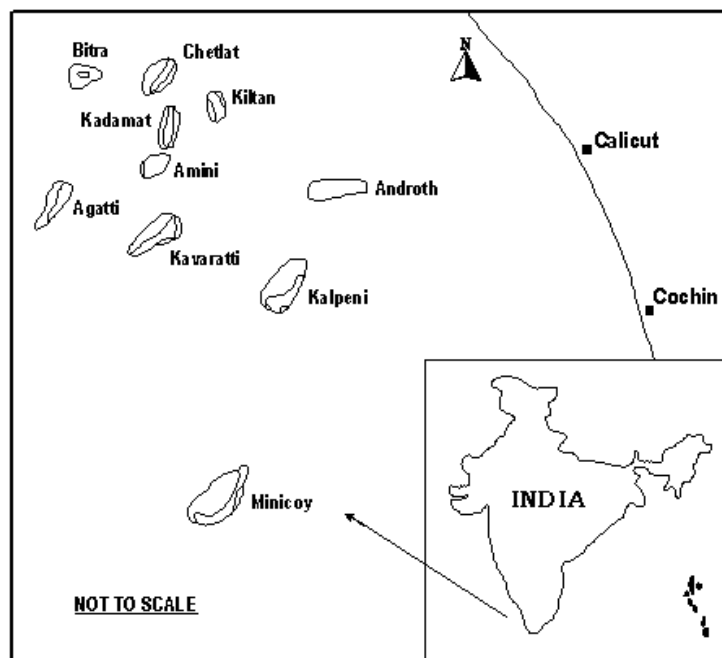 Bitra
Chetlat
N
Kiltan
Kadamat
Calicut
Amini
Androth
Agatti
Kavaratti
Kalpeni
Cochin
INDIA
Minicoy
NOT TO SCALE